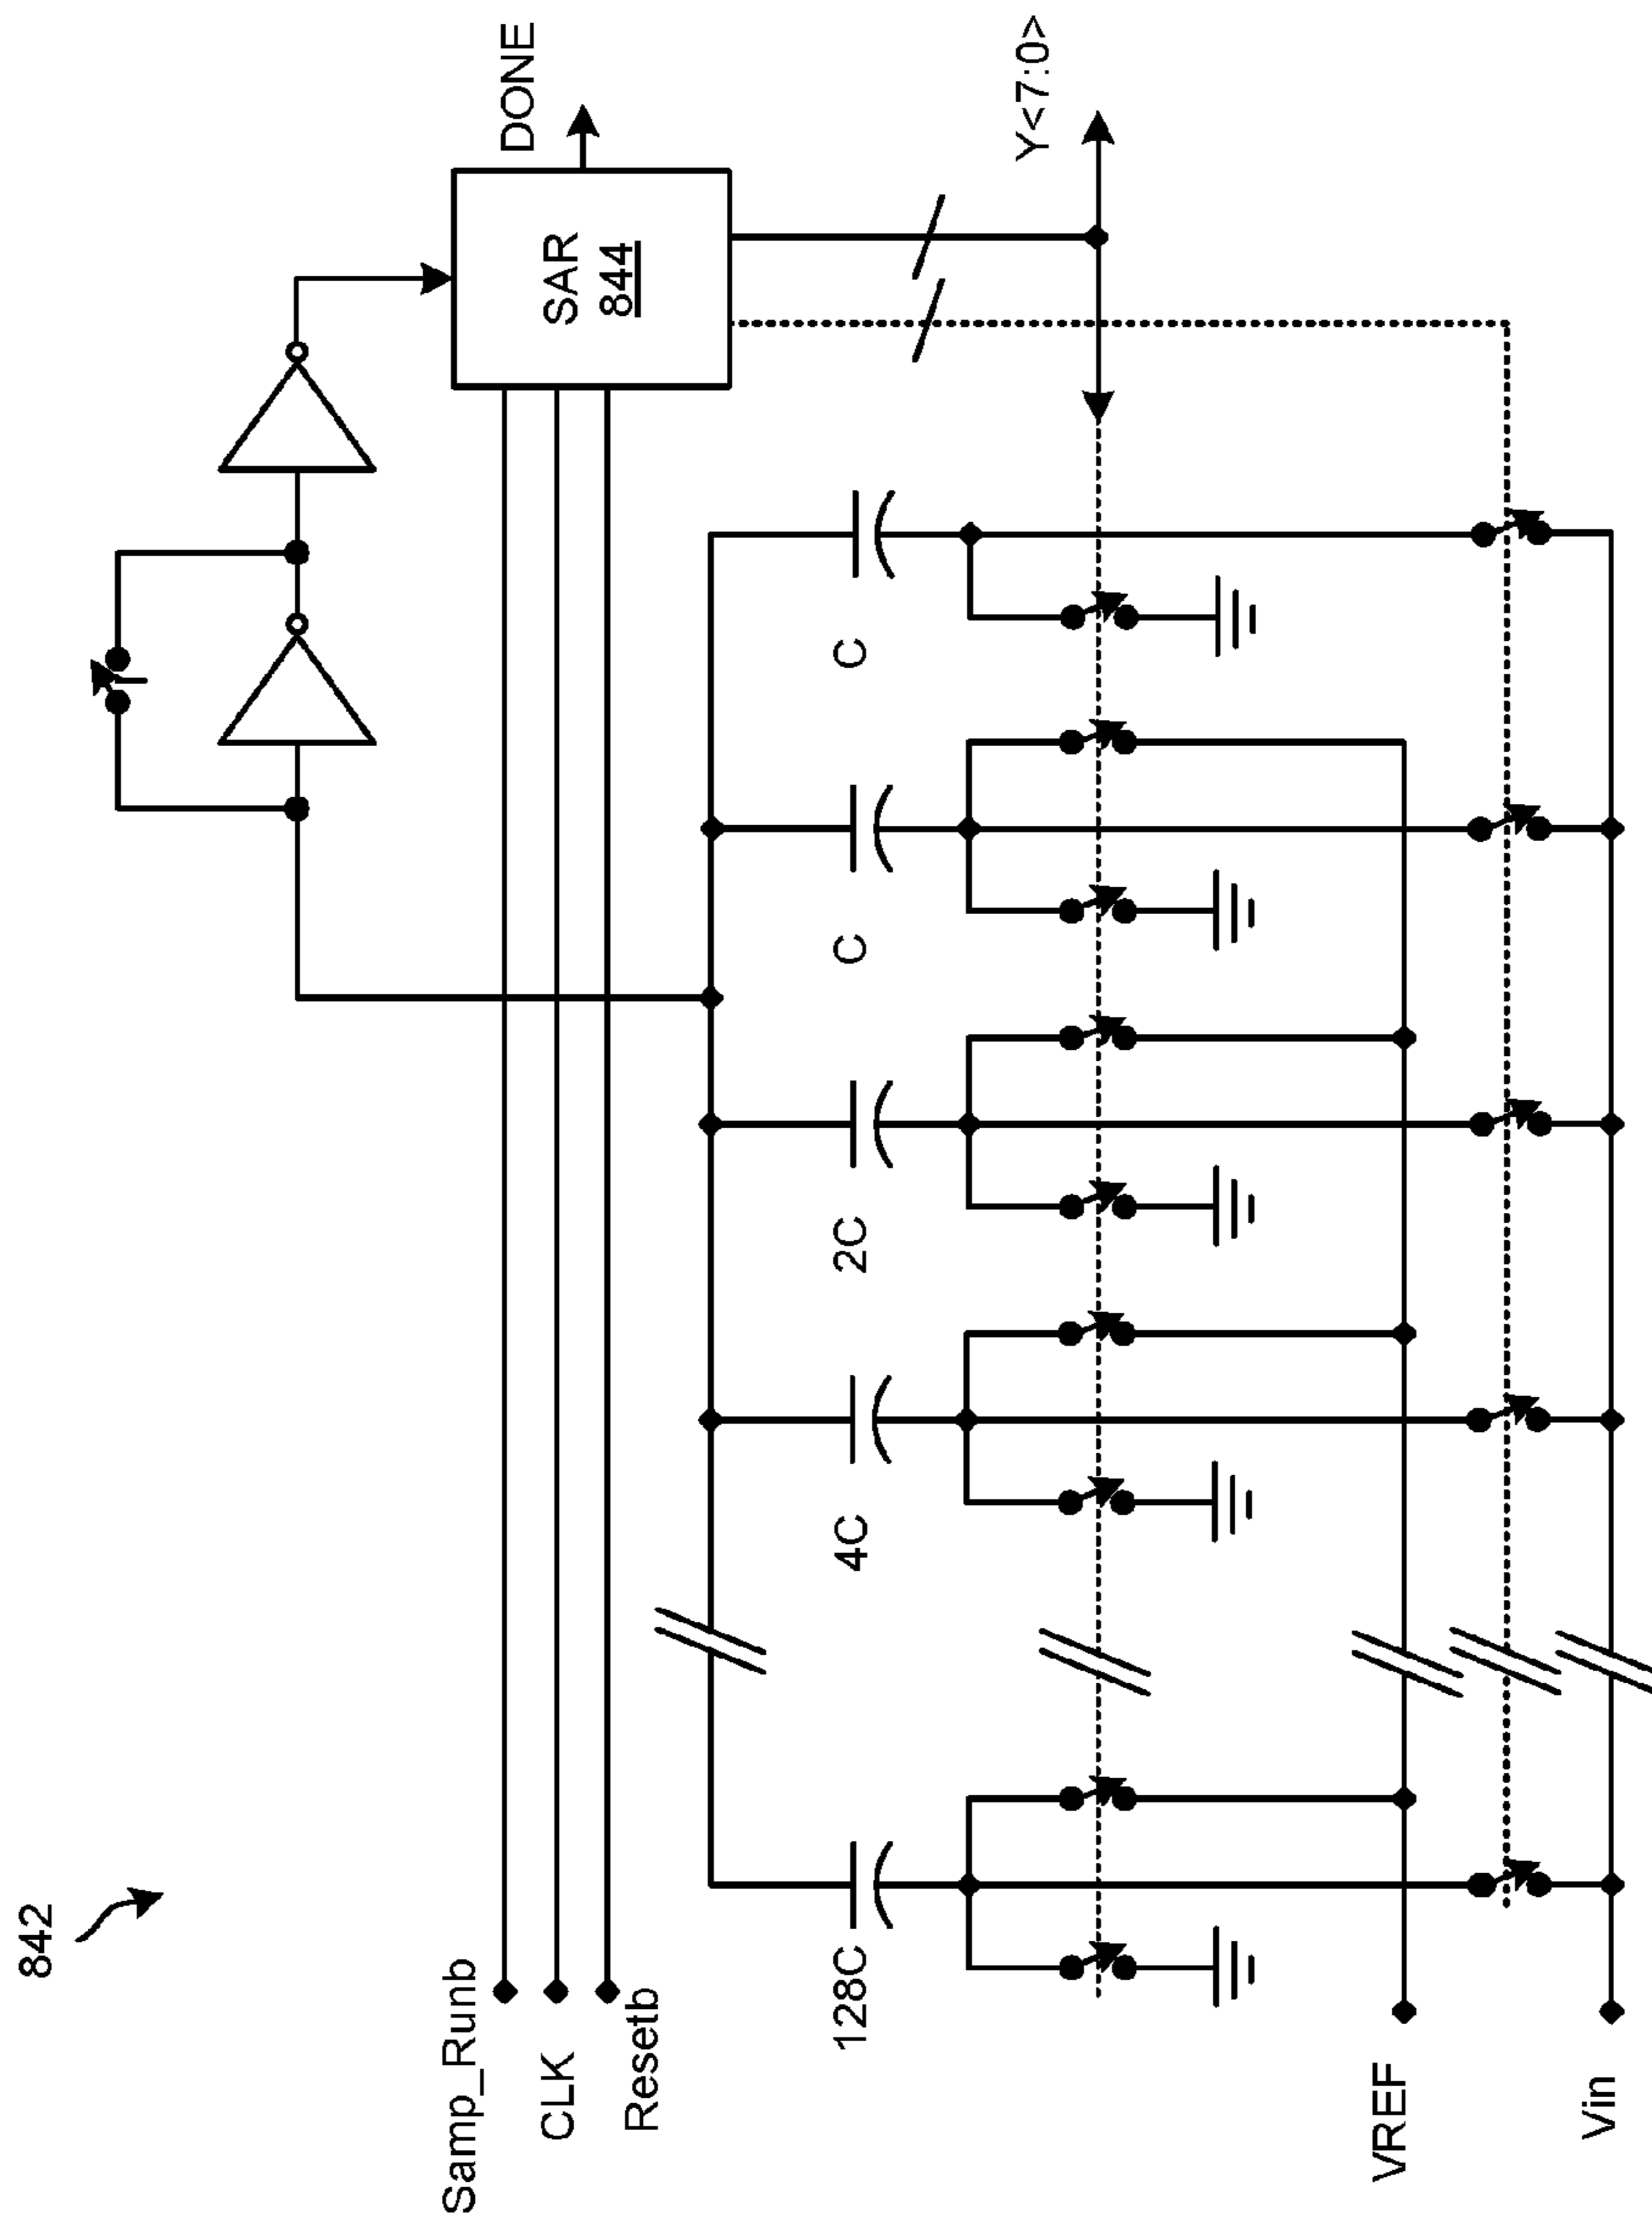 842
Samp_Runb
CLK
Resetb
DONE
SAR
844
Y<7:0>
128C
4C
2C
C
C
VREF
Vin